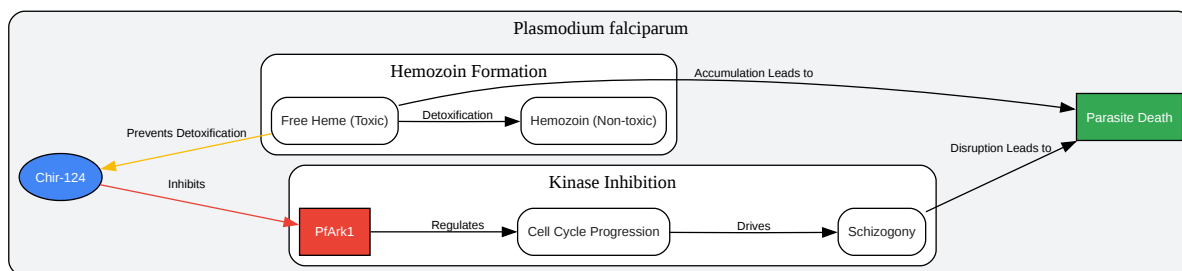 Plasmodium falciparum
Hemozoin Formation
Accumulation Leads to
Free Heme (Toxic)
Detoxification
Hemozoin (Non-toxic)
Parasite Death
Prevents Detoxification
Disruption Leads to
Chir-124
Inhibits
Kinase Inhibition
PfArk1
Regulates
Cell Cycle Progression
Drives
Schizogony